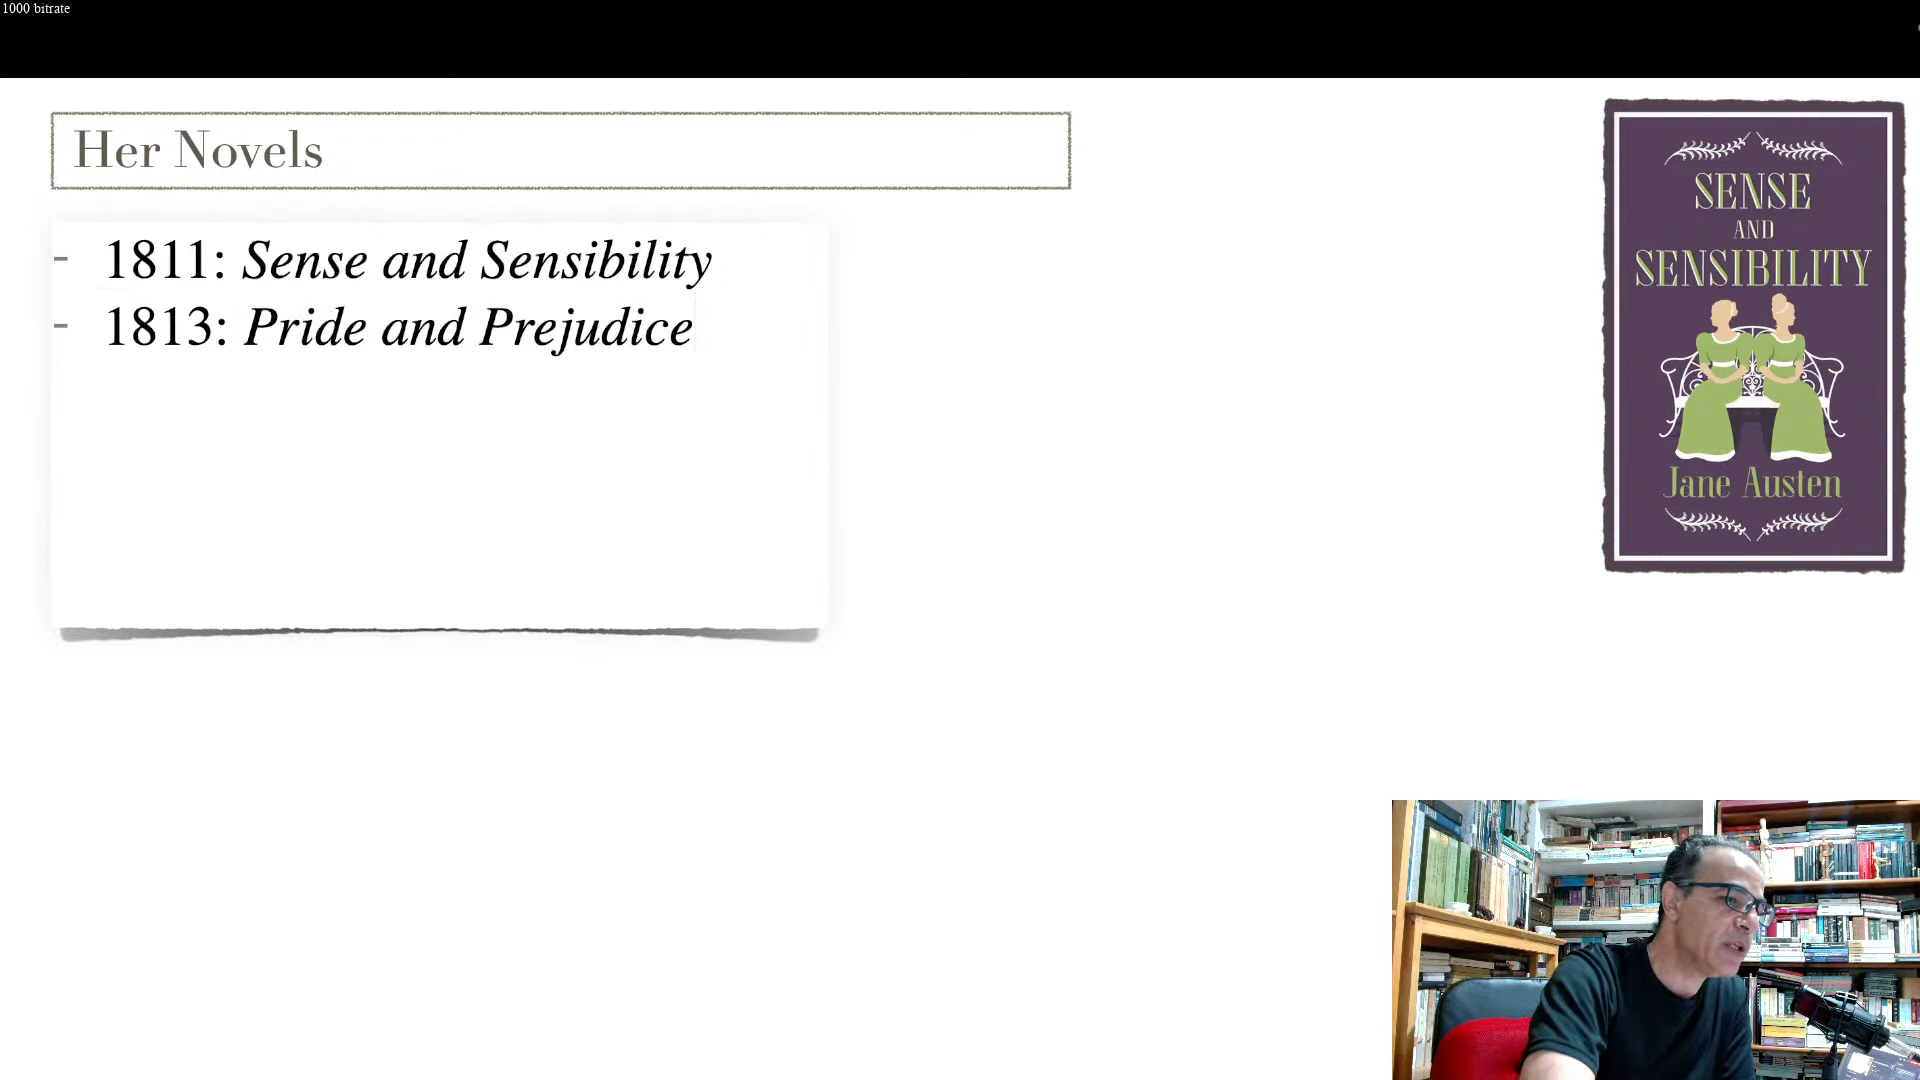 1000 bitrate
Her Novels
- 1811: Sense and Sensibility
- 1813: Pride and Prejudice
SENSE
AND
SENSIBILITY
Jane Austen